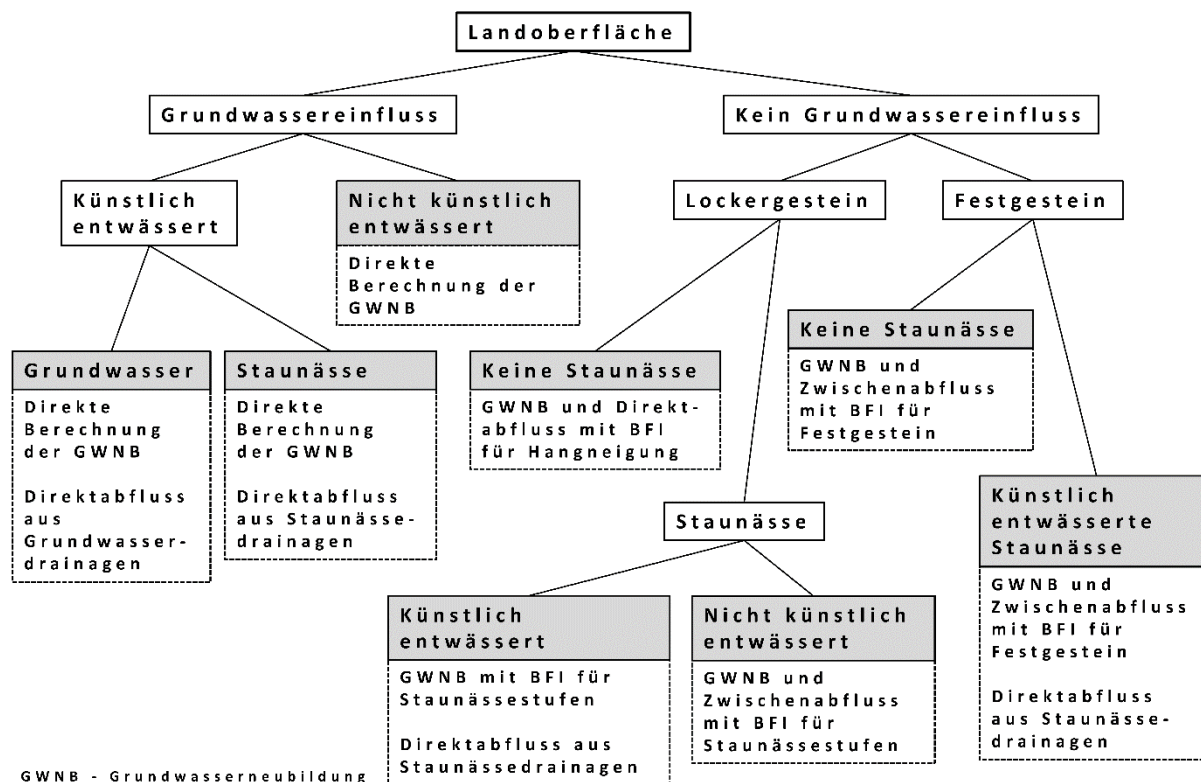 Landoberfläche
Grundwassereinfluss
Kein Grundwassereinfluss
Künstlich
entwässert
Nicht künstlich
entwässert
Direkte
Berechnung der
GWNB
Lockergestein
Festgestein
Grundwasser
Direkte
Berechnung
der GWNB
Direktabfluss
aus
Grundwasser-
drainagen
Staunässe
Direkte
Berechnung
der GWNB
Direktabfluss
aus Staunässe-
drainagen
Keine Staunässe
GWNB und Direkt-
abfluss mit BFI
für Hangneigung
Keine Staunässe
GWNB und
Zwischenabfluss
mit BFI für
Festgestein
Staunässe
Künstlich
entwässerte
Staunässe
GWNB und
Zwischenabfluss
mit BFI für
Festgestein
Direktabfluss
aus Staunässe-
drainagen
Künstlich
entwässert
GWNB mit BFI für
Staunässestufen
Direktabfluss aus
Staunässedrainagen
Nicht künstlich
entwässert
GWNB und
Zwischenabfluss
mit BFI für
Staunässestufen
GWNB - Grundwasserneubildung